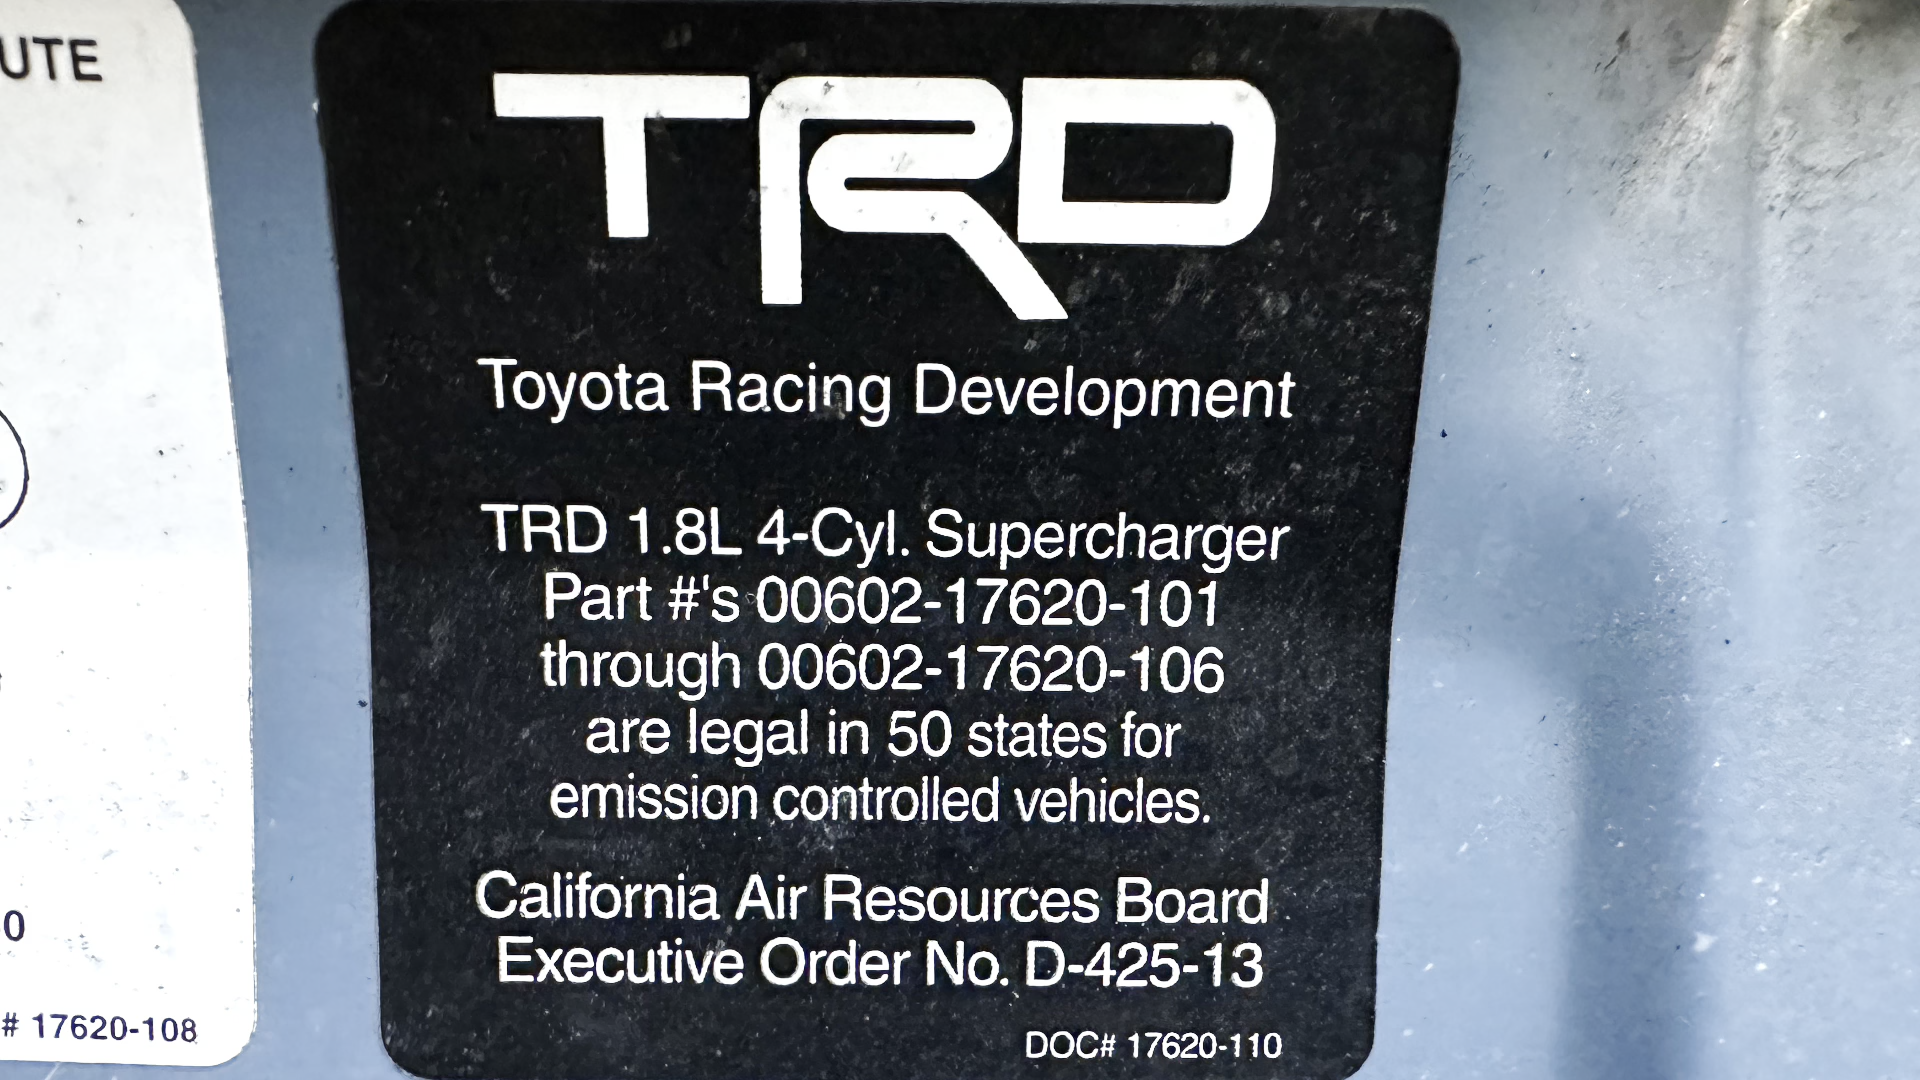 UTE
0
# 17620-108
TRD
Toyota Racing Development
TRD 1.8L 4-Cyl. Supercharger
Part #'s 00602-17620-101
through 00602-17620-106
are legal in 50 states for
emission controlled vehicles.
California Air Resources Board
Executive Order No. D-425-13
DOC# 17620-110